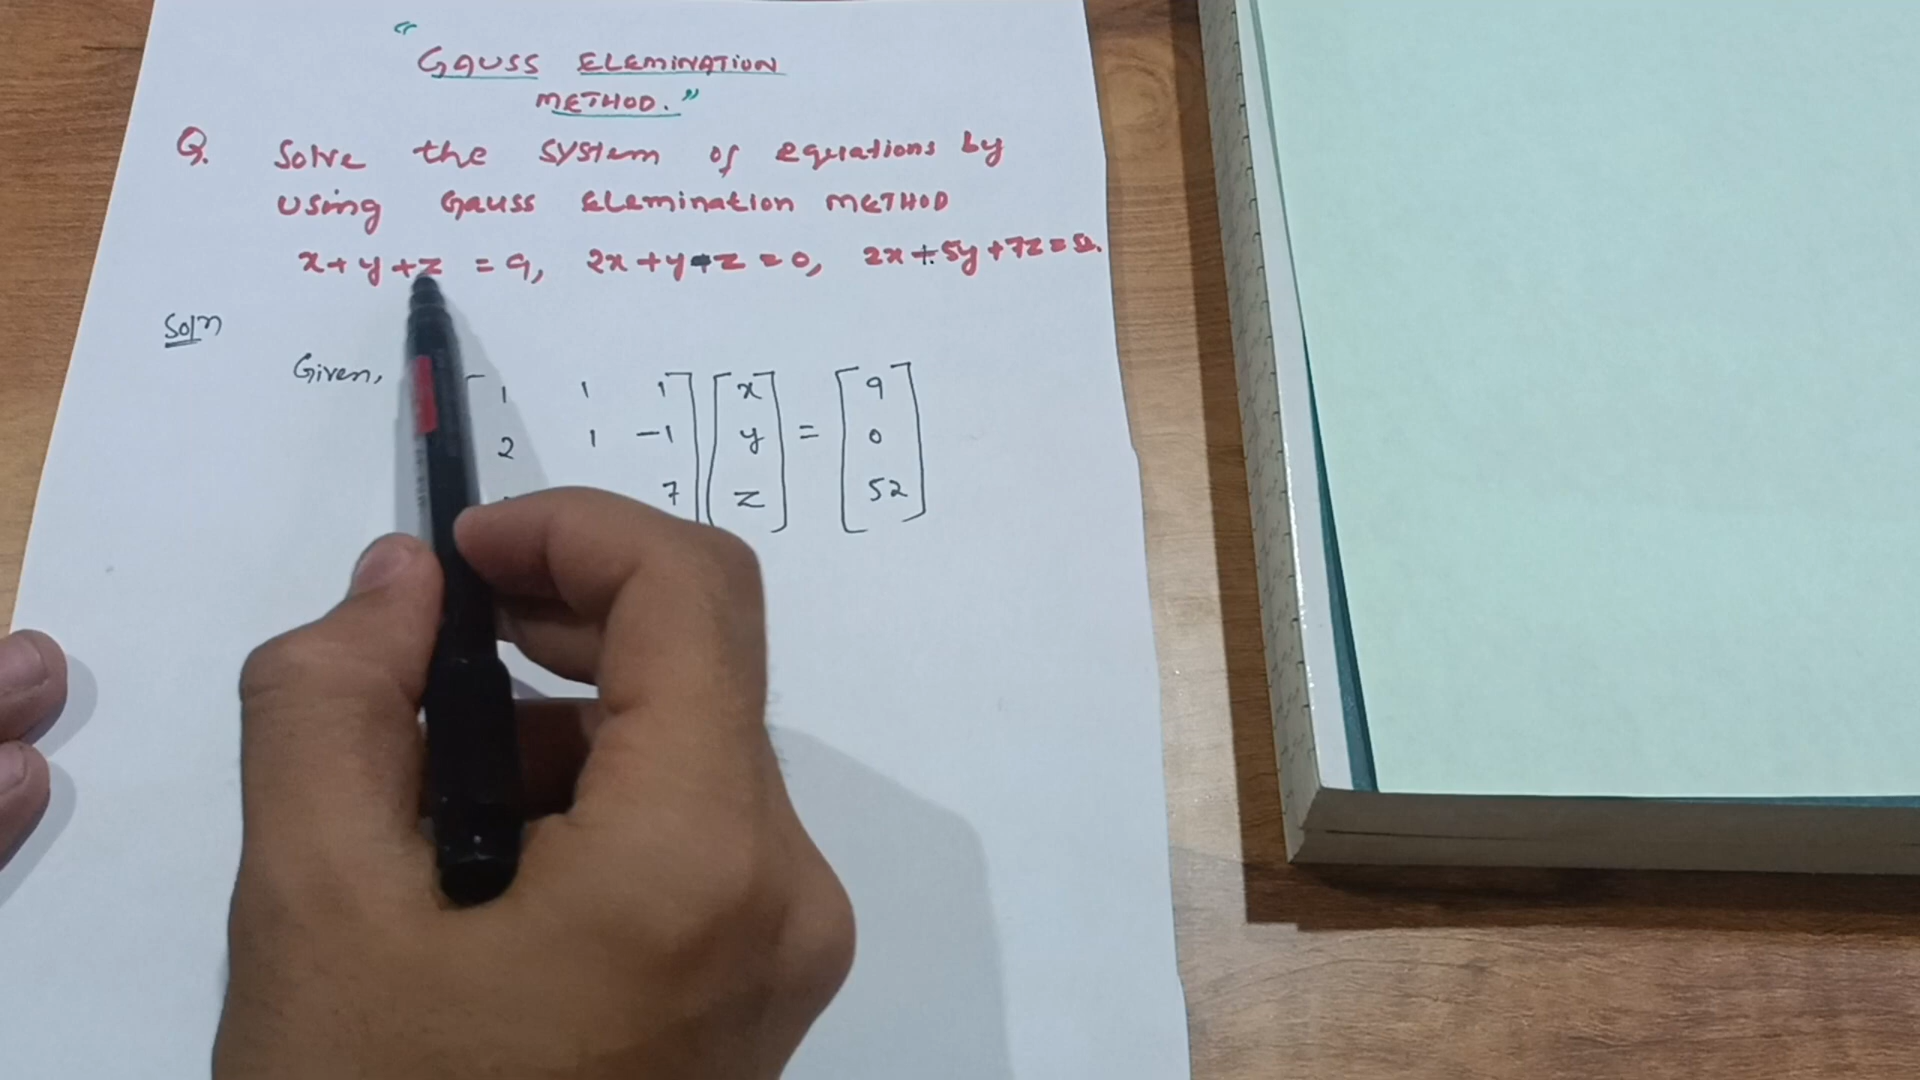 "GAUSS ELEMINATION
METHOD."
Q. Solve the system of equations by
using Gauss Elemination METHOD
x+y+z = 9, 2x+y-z=0, 2x+5y+7z=52.
Soln
Given,
1 1 1 x 9
2 1 -1 y = 0
7 z 52